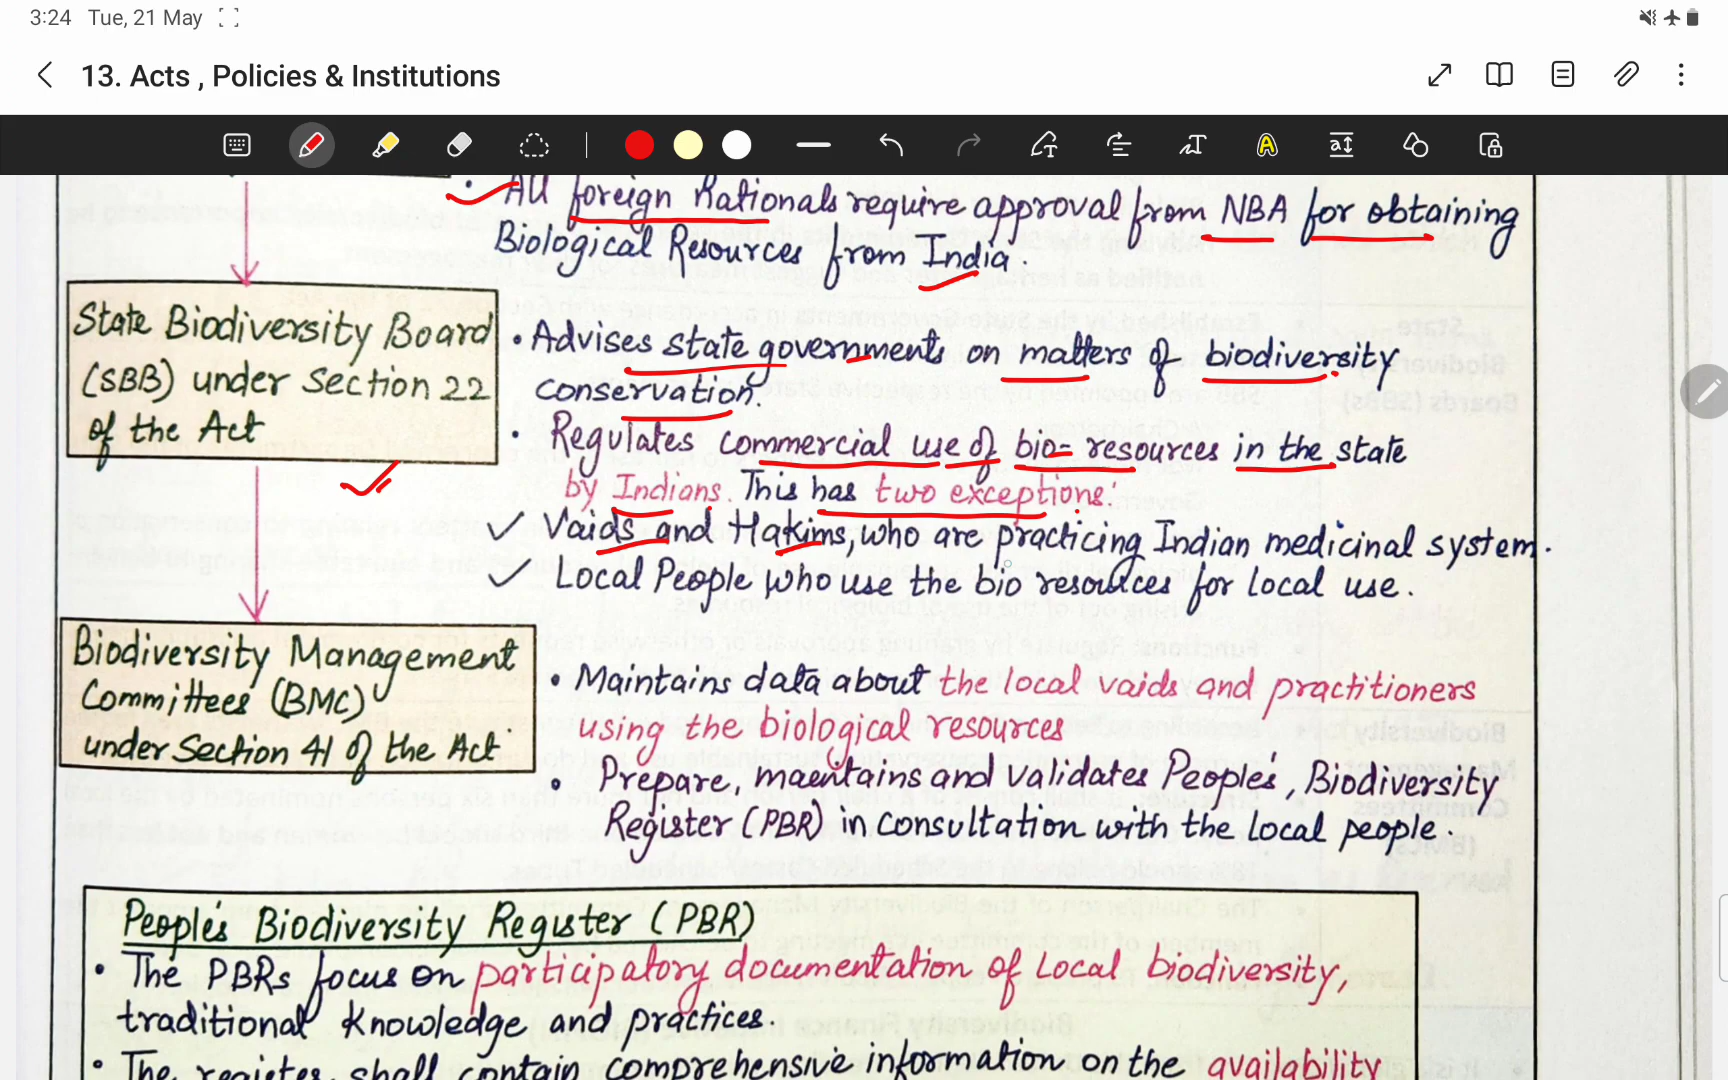 3:24 Tue, 21 May
13. Acts , Policies & Institutions
• All foreign Nationals require approval from NBA for obtaining
Biological Resources from India.
State Biodiversity Board
(SBB) under Section 22
of the Act
• Advises state governments on matters of biodiversity
conservation.
• Regulates commercial use of bio- resources in the state
by Indians. This has two exceptions:
✓ Vaids and Hakims, who are practicing Indian medicinal system.
✓ Local People who use the bio resources for local use.
Biodiversity Management
Committees (BMC)
under Section 41 of the Act
• Maintains data about the local vaids and practitioners
using the biological resources
• Prepare, maintains and validates People's, Biodiversity
Register (PBR) in consultation with the local people.
People's Biodiversity Register (PBR)
• The PBRs focus on participatory documentation of Local biodiversity,
traditional Knowledge and practices.
• The register shall contain comprehensive information on the availability